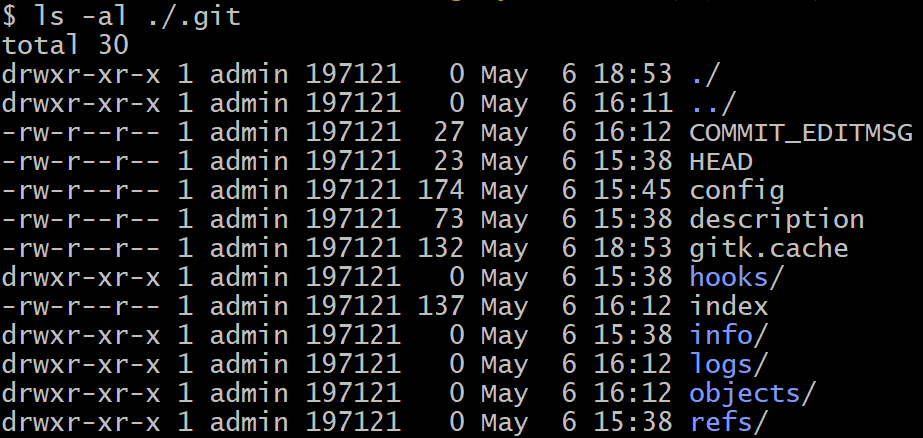 $ ls -al ./.git
total 30
drwxr-xr-x 1 admin 197121   0 May  6 18:53 ./
drwxr-xr-x 1 admin 197121   0 May  6 16:11 ../
-rw-r--r-- 1 admin 197121  27 May  6 16:12 COMMIT_EDITMSG
-rw-r--r-- 1 admin 197121  23 May  6 15:38 HEAD
-rw-r--r-- 1 admin 197121 174 May  6 15:45 config
-rw-r--r-- 1 admin 197121  73 May  6 15:38 description
-rw-r--r-- 1 admin 197121 132 May  6 18:53 gitk.cache
drwxr-xr-x 1 admin 197121   0 May  6 15:38 hooks/
-rw-r--r-- 1 admin 197121 137 May  6 16:12 index
drwxr-xr-x 1 admin 197121   0 May  6 15:38 info/
drwxr-xr-x 1 admin 197121   0 May  6 16:12 logs/
drwxr-xr-x 1 admin 197121   0 May  6 16:12 objects/
drwxr-xr-x 1 admin 197121   0 May  6 15:38 refs/